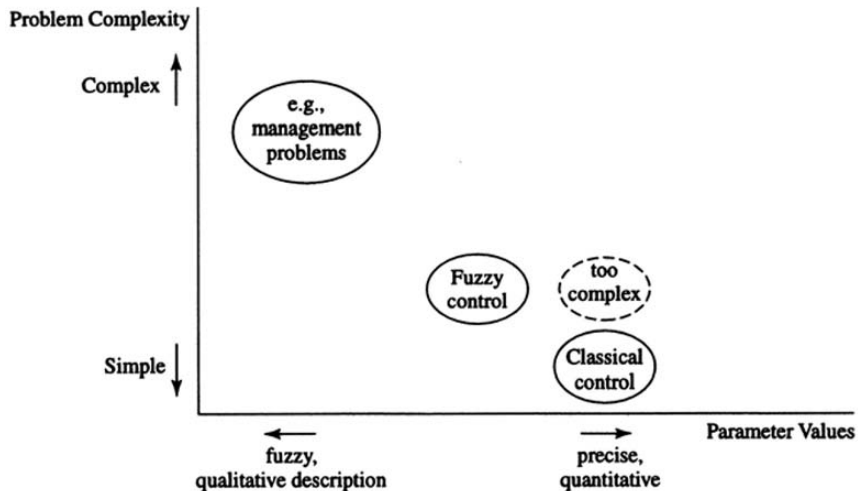 Problem Complexity
Complex
e.g.,
management
problems
Fuzzy
control
too
complex
Simple
Classical
control
Parameter Values
fuzzy,
qualitative description
precise,
quantitative